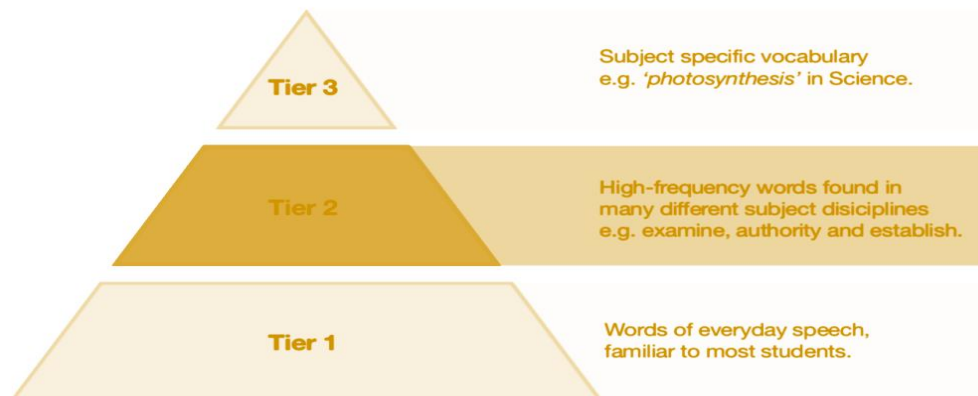 Tier 3
Subject specific vocabulary
e.g. ‘photosynthesis’ in Science.
Tier 2
High-frequency words found in
many different subject disiciplines
e.g. examine, authority and establish.
Tier 1
Words of everyday speech,
familiar to most students.